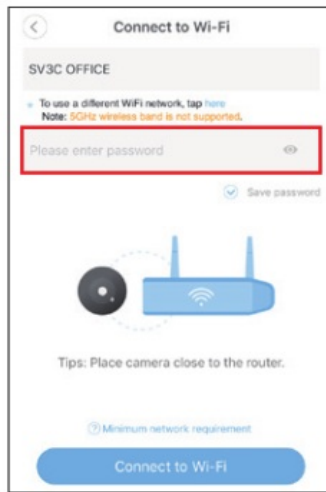 Connect to Wi-Fi
SV3C OFFICE
To use a different WiFi network, tap here
Note: 5GHz wireless band is not supported.
Please enter password
Save password
Tips: Place camera close to the router.
Minimum network requirement
Connect to Wi-Fi